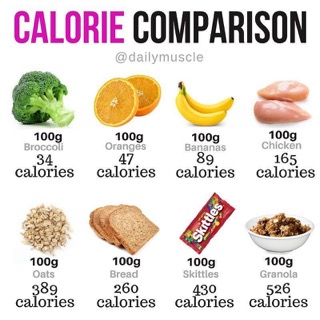 CALORIE COMPARISON
@dailymuscle
100g 100g 100g 100g
Broccoli Oranges Bananas Chicken
34 47 89 165
calories calories calories calories
Skittles
100g 100g 100g 100g
Oats Bread Skittles Granola
389 260 430 526
calories calories calories calories